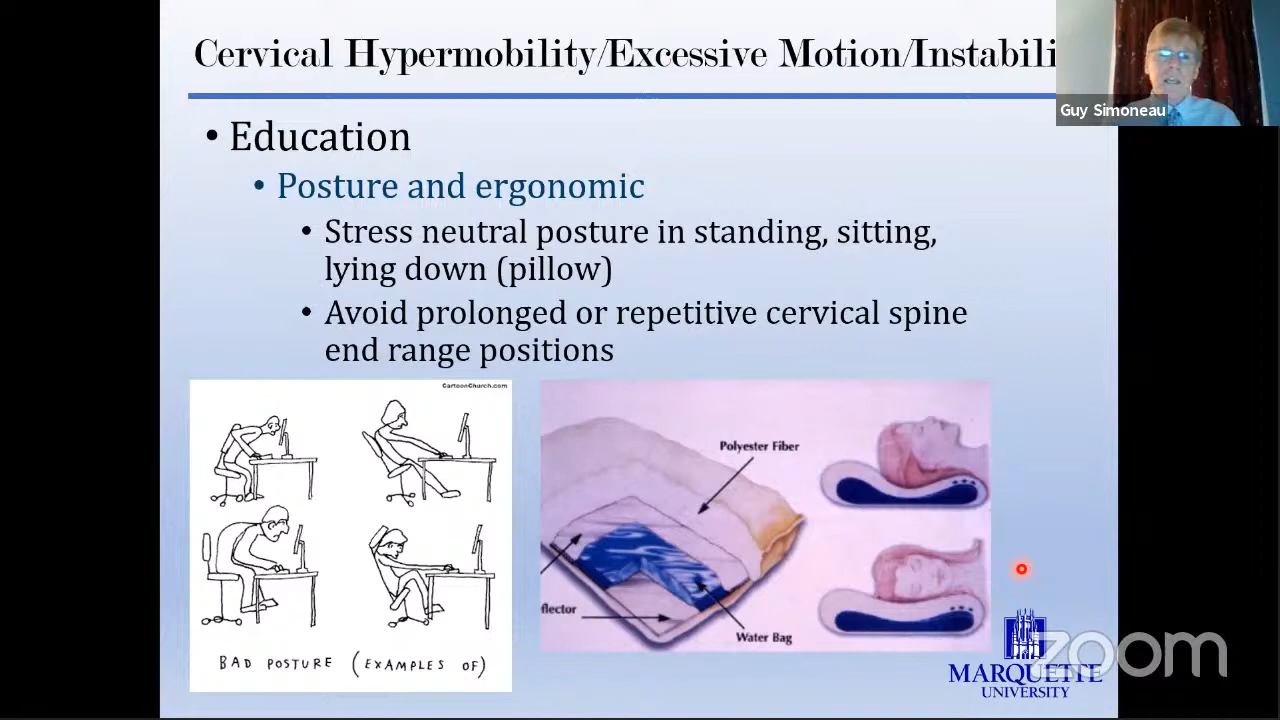 Cervical Hypermobility/Excessive Motion/Instabili
Guy Simoneau
• Education
• Posture and ergonomic
• Stress neutral posture in standing, sitting,
lying down (pillow)
• Avoid prolonged or repetitive cervical spine
end range positions
CartoonChurch.com
BAD POSTURE (EXAMPLES OF)
Polyester Fiber
flector
Water Bag
MARQUETTE
UNIVERSITY
zoom